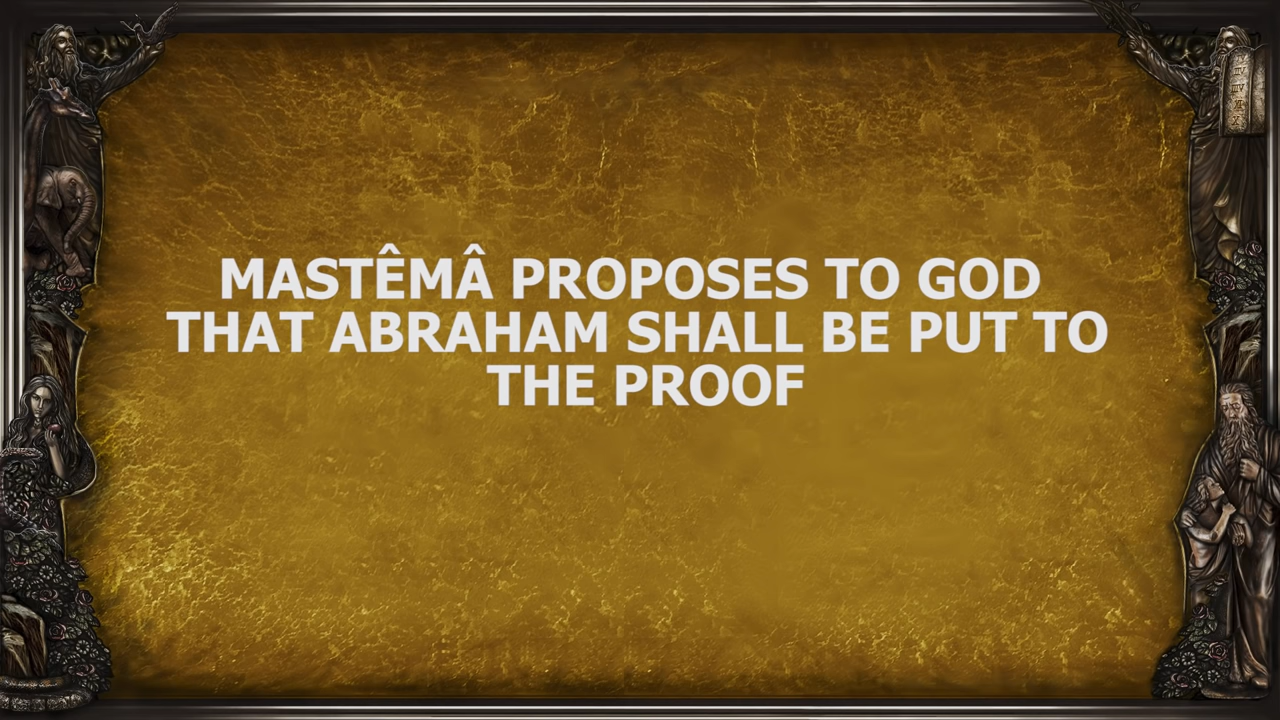 MASTÊMÂ PROPOSES TO GOD
THAT ABRAHAM SHALL BE PUT TO
THE PROOF